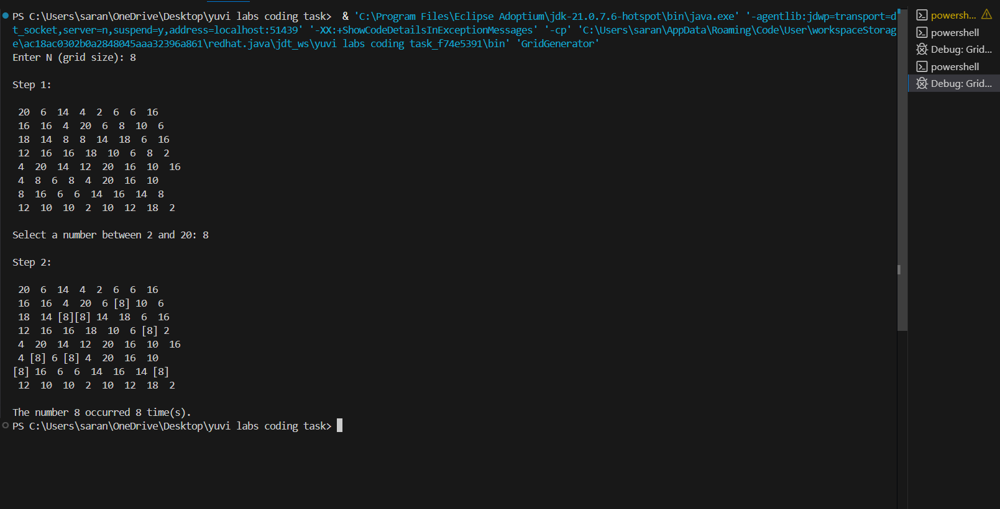 PS C:\Users\saran\OneDrive\Desktop\yuvi labs coding task>  & 'C:\Program Files\Eclipse Adoptium\jdk-21.0.7.6-hotspot\bin\java.exe' '-agentlib:jdwp=transport=d
t_socket,server=n,suspend=y,address=localhost:51439' '-XX:+ShowCodeDetailsInExceptionMessages' '-cp' 'C:\Users\saran\AppData\Roaming\Code\User\workspaceStorag
e\ac18ac0302b0a2848045aaa32396a861\redhat.java\jdt_ws\yuvi labs coding task_f74e5391\bin' 'GridGenerator'
Enter N (grid size): 8
Step 1:
 20  6  14  4  2  6  6  16
 16  16  4  20  6  8  10  6
 18  14  8  8  14  18  6  16
 12  16  16  18  10  6  8  2
 4  20  14  12  20  16  10  16
 4  8  6  8  4  20  16  10
 8  16  6  6  14  16  14  8
 12  10  10  2  10  12  18  2
Select a number between 2 and 20: 8
Step 2:
 20  6  14  4  2  6  6  16
 16  16  4  20  6 [8] 10  6
 18  14 [8][8] 14  18  6  16
 12  16  16  18  10  6 [8] 2
 4  20  14  12  20  16  10  16
 4 [8] 6 [8] 4  20  16  10
[8] 16  6  6  14  16  14 [8]
 12  10  10  2  10  12  18  2
The number 8 occurred 8 time(s).
PS C:\Users\saran\OneDrive\Desktop\yuvi labs coding task>
powersh...
powershell
Debug: Grid...
powershell
Debug: Grid...